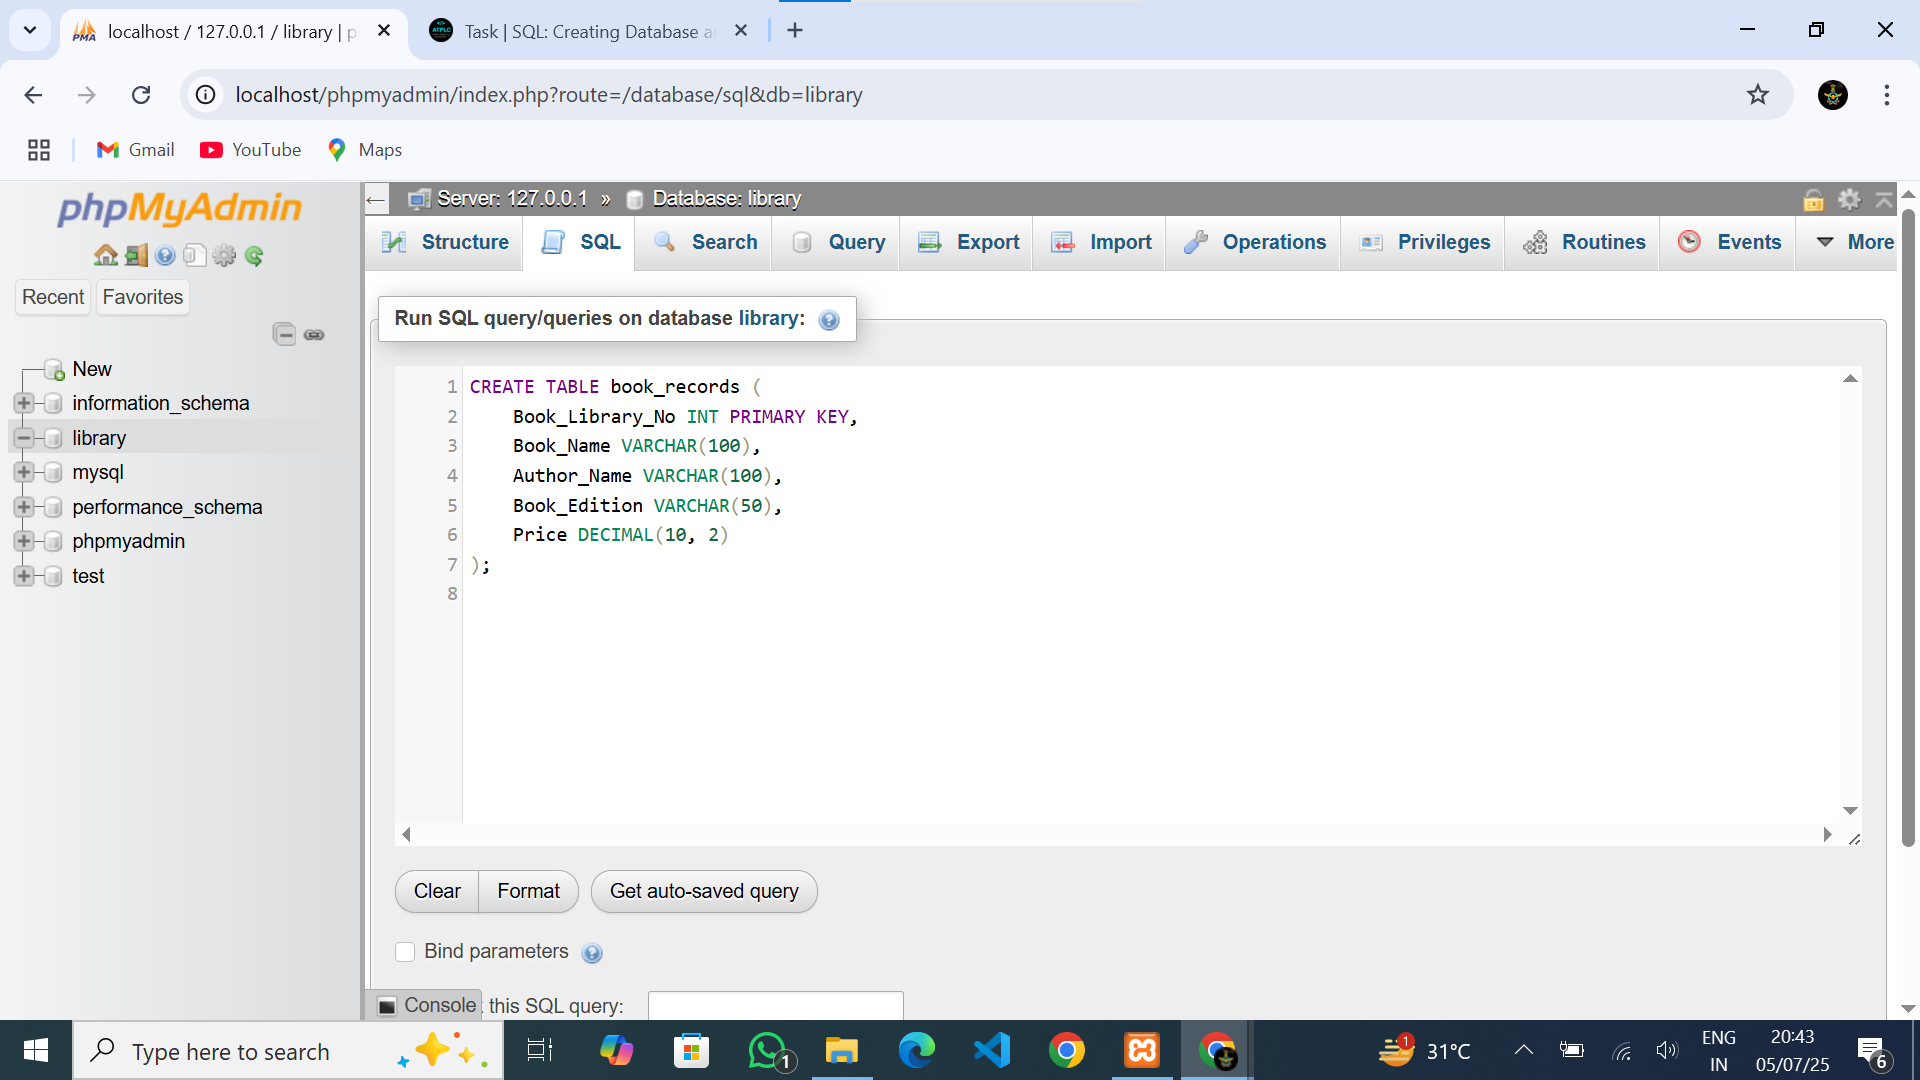 localhost / 127.0.0.1 / library | p
Task | SQL: Creating Database a
localhost/phpmyadmin/index.php?route=/database/sql&db=library
Gmail
YouTube
Maps
phpMyAdmin
Recent
Favorites
New
information_schema
library
mysql
performance_schema
phpmyadmin
test
Server: 127.0.0.1 » Database: library
Structure
SQL
Search
Query
Export
Import
Operations
Privileges
Routines
Events
More
Run SQL query/queries on database library:
1 CREATE TABLE book_records (
2 Book_Library_No INT PRIMARY KEY,
3 Book_Name VARCHAR(100),
4 Author_Name VARCHAR(100),
5 Book_Edition VARCHAR(50),
6 Price DECIMAL(10, 2)
7 );
8
Clear
Format
Get auto-saved query
Bind parameters
Console
this SQL query:
Type here to search
1
1
31°C
ENG
IN
20:43
05/07/25
6